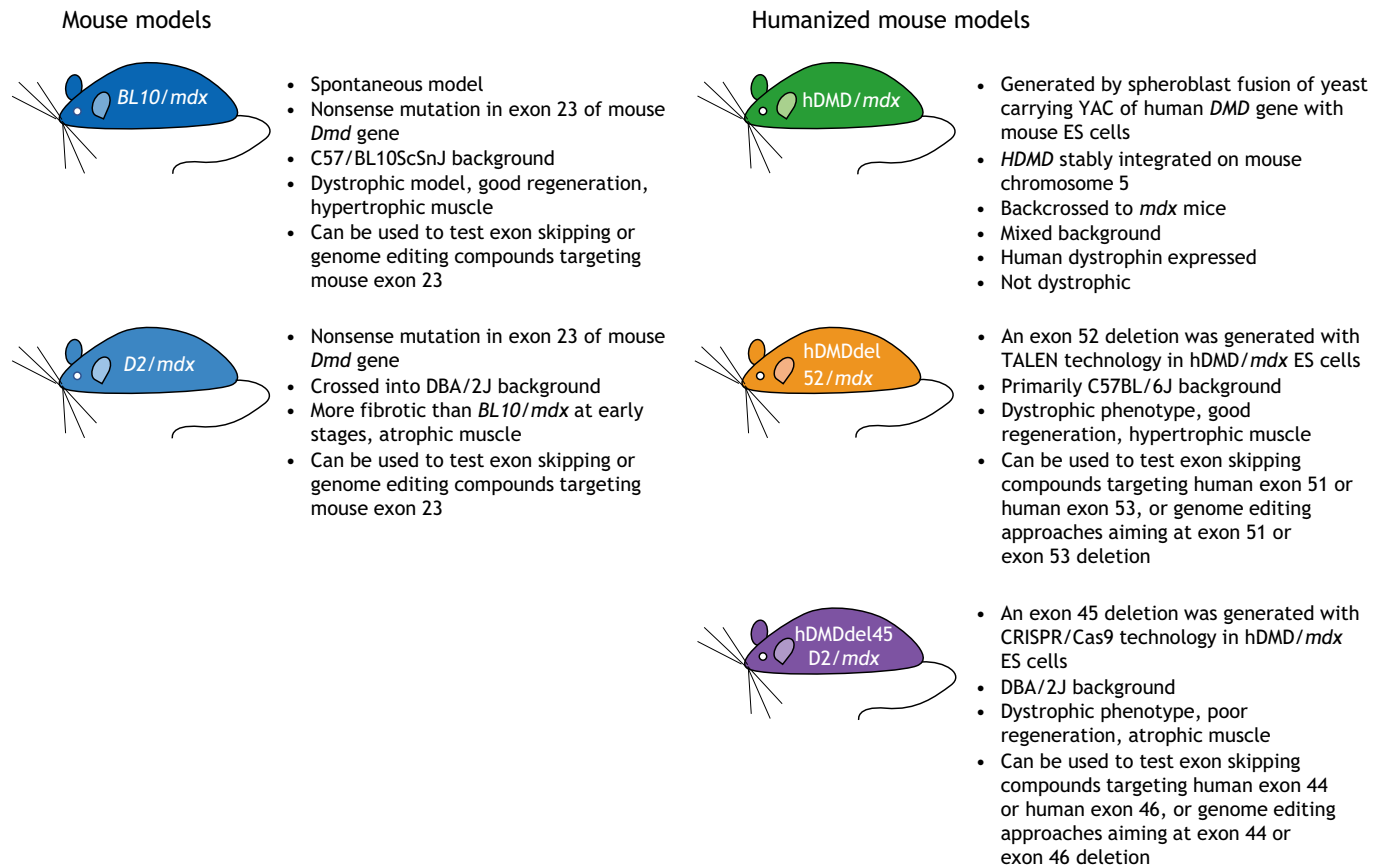 Mouse models
BL10/mdx
• Spontaneous model
• Nonsense mutation in exon 23 of mouse
Dmd gene
• C57/BL10ScSnJ background
• Dystrophic model, good regeneration,
hypertrophic muscle
• Can be used to test exon skipping or
genome editing compounds targeting
mouse exon 23
D2/mdx
• Nonsense mutation in exon 23 of mouse
Dmd gene
• Crossed into DBA/2J background
• More fibrotic than BL10/mdx at early
stages, atrophic muscle
• Can be used to test exon skipping or
genome editing compounds targeting
mouse exon 23
Humanized mouse models
hDMD/mdx
• Generated by spheroblast fusion of yeast
carrying YAC of human DMD gene with
mouse ES cells
• HDMD stably integrated on mouse
chromosome 5
• Backcrossed to mdx mice
• Mixed background
• Human dystrophin expressed
• Not dystrophic
hDMDdel
52/mdx
• An exon 52 deletion was generated with
TALEN technology in hDMD/mdx ES cells
• Primarily C57BL/6J background
• Dystrophic phenotype, good
regeneration, hypertrophic muscle
• Can be used to test exon skipping
compounds targeting human exon 51 or
human exon 53, or genome editing
approaches aiming at exon 51 or
exon 53 deletion
hDMDdel45
D2/mdx
• An exon 45 deletion was generated with
CRISPR/Cas9 technology in hDMD/mdx
ES cells
• DBA/2J background
• Dystrophic phenotype, poor
regeneration, atrophic muscle
• Can be used to test exon skipping
compounds targeting human exon 44
or human exon 46, or genome editing
approaches aiming at exon 44 or
exon 46 deletion